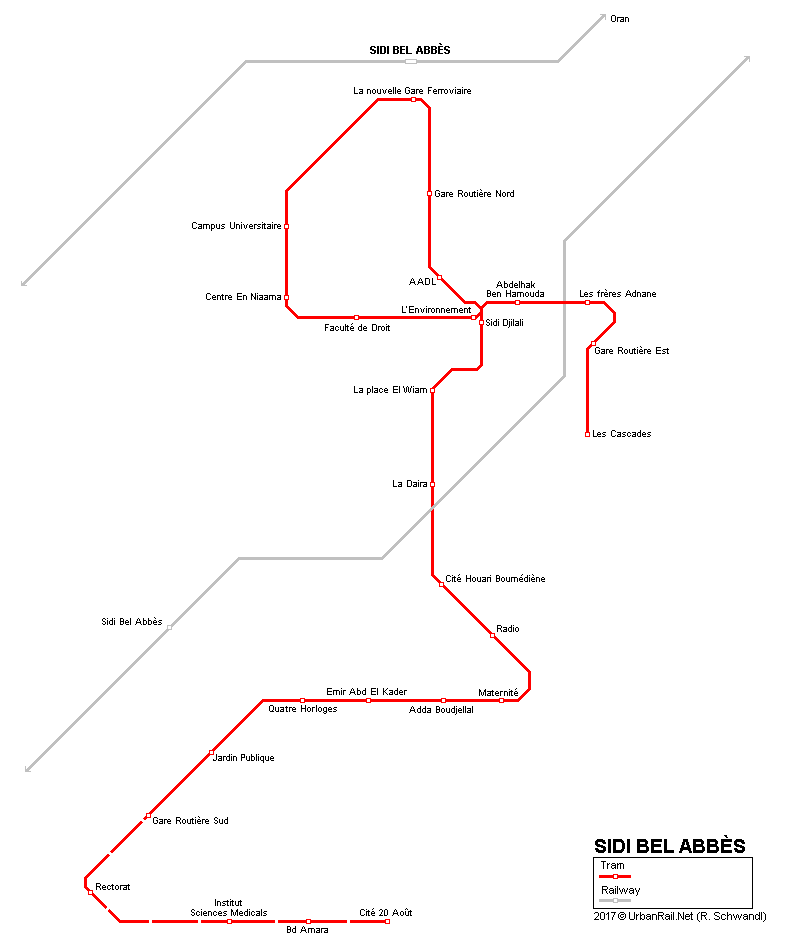 Oran
SIDI BEL ABBÈS
La nouvelle Gare Ferroviaire
Gare Routière Nord
Campus Universitaire
AADL
Abdelhak
Ben Hamouda
Les frères Adnane
Centre En Niaama
L'Environnement
Faculté de Droit
Sidi Djilali
Gare Routière Est
La place El Wiam
Les Cascades
La Daira
Cité Houari Boumédiène
Sidi Bel Abbès
Radio
Emir Abd El Kader
Maternité
Quatre Horloges
Adda Boudjellal
Jardin Publique
Gare Routière Sud
Rectorat
Institut
Sciences Medicals
Cité 20 Août
Bd Amara
SIDI BEL ABBÈS
Tram
Railway
2017 © UrbanRail.Net (R. Schwandl)